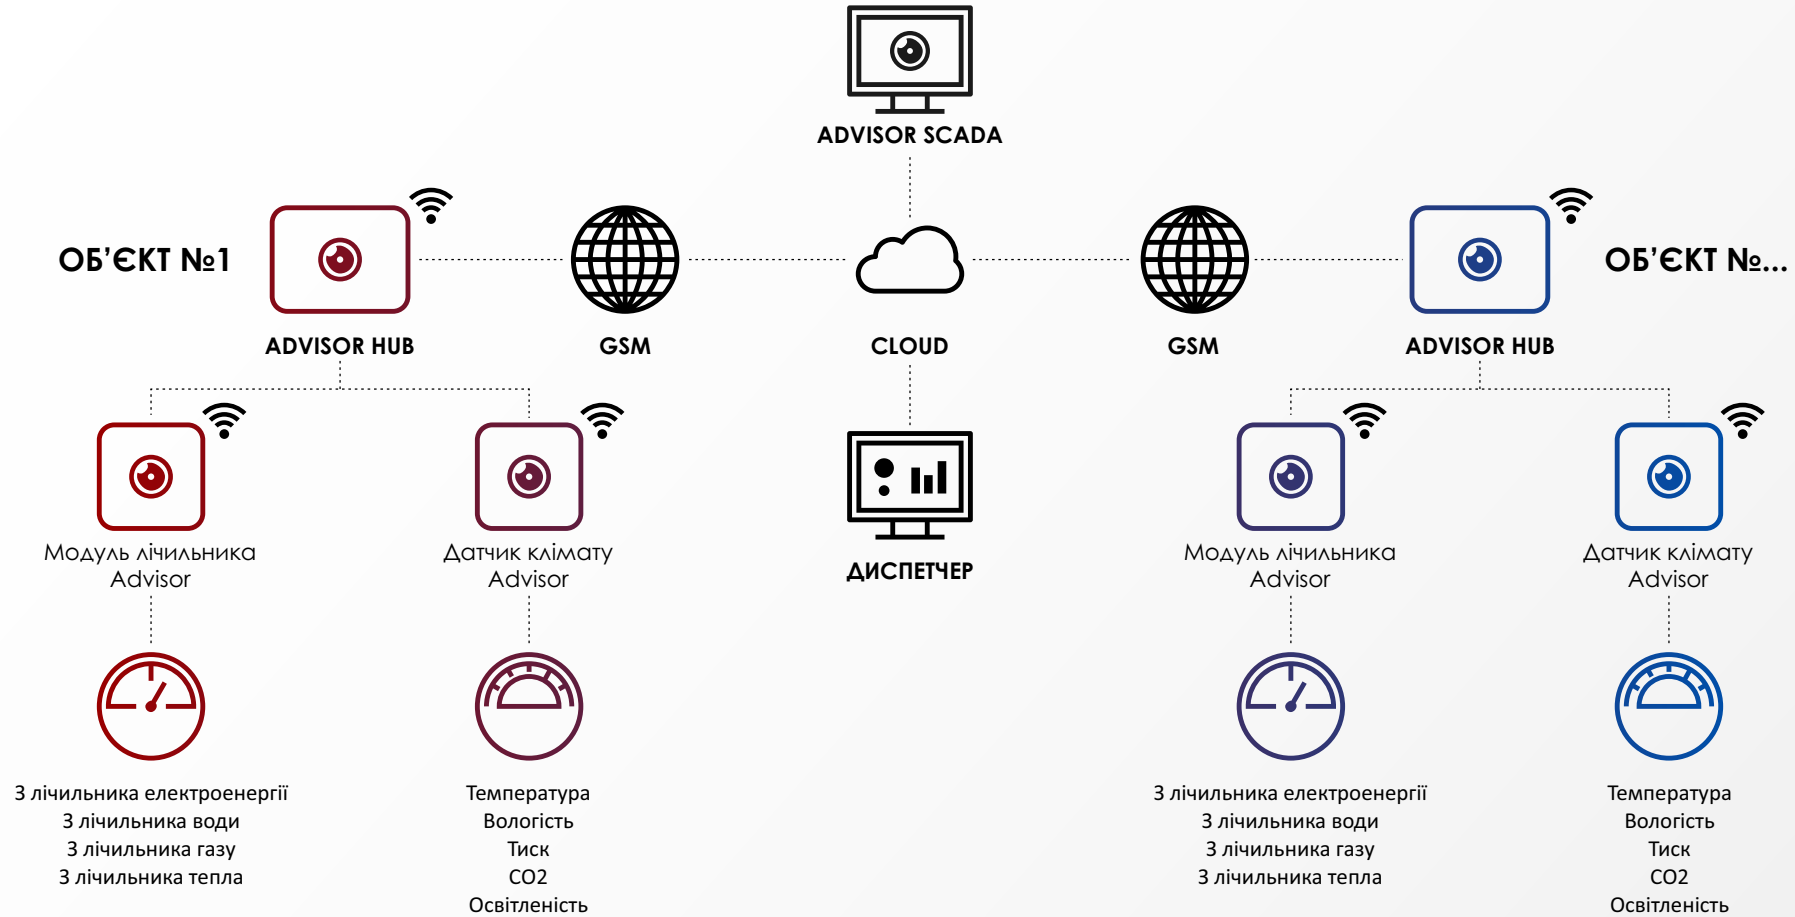 ADVISOR SCADA
ОБ’ЄКТ №1
ОБ’ЄКТ №...
ADVISOR HUB
GSM
CLOUD
GSM
ADVISOR HUB
Модуль лічильника
Advisor
Датчик клімату
Advisor
ДИСПЕТЧЕР
Модуль лічильника
Advisor
Датчик клімату
Advisor
З лічильника електроенергії
З лічильника води
З лічильника газу
З лічильника тепла
Температура
Вологість
Тиск
CO2
Освітленість
З лічильника електроенергії
З лічильника води
З лічильника газу
З лічильника тепла
Температура
Вологість
Тиск
CO2
Освітленість